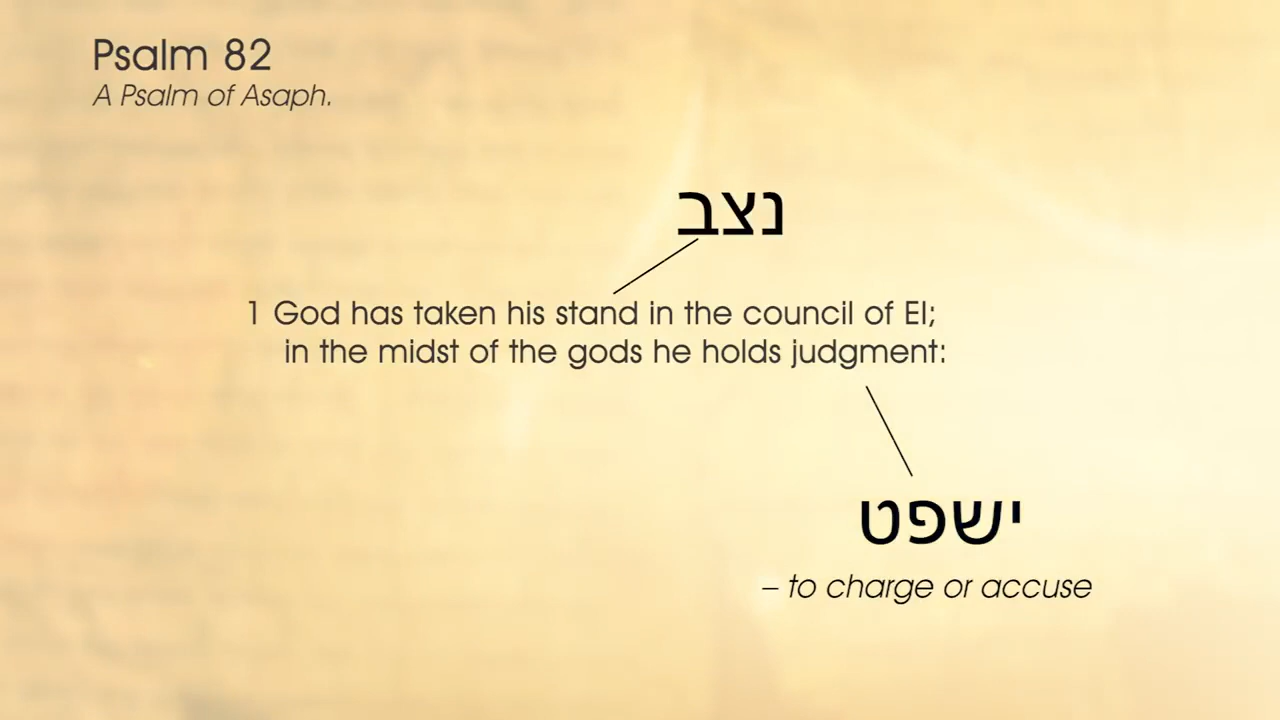 Psalm 82
A Psalm of Asaph.
נצב
1 God has taken his stand in the council of El;
in the midst of the gods he holds judgment:
ישפט
– to charge or accuse